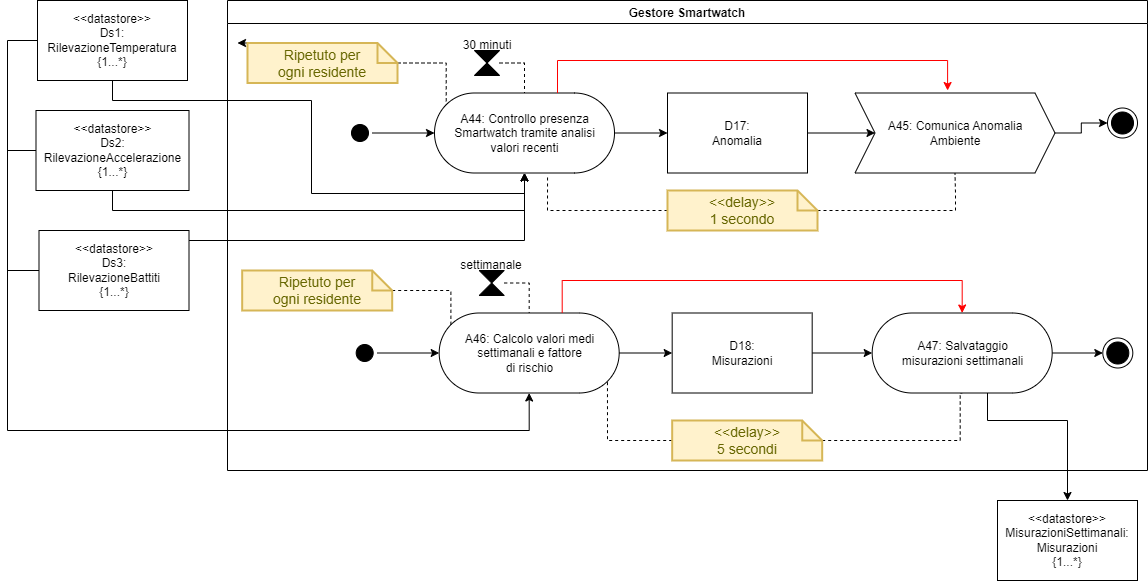 Gestore Smartwatch
<<datastore>>
Ds1:
RilevazioneTemperatura
{1...*}
<<datastore>>
Ds2:
RilevazioneAccelerazione
{1...*}
<<datastore>>
Ds3:
RilevazioneBattiti
{1...*}
Ripetuto per
ogni residente
30 minuti
A44: Controllo presenza
Smartwatch tramite analisi
valori recenti
D17:
Anomalia
A45: Comunica Anomalia
Ambiente
<<delay>>
1 secondo
Ripetuto per
ogni residente
settimanale
A46: Calcolo valori medi
settimanali e fattore
di rischio
D18:
Misurazioni
A47: Salvataggio
misurazioni settimanali
<<delay>>
5 secondi
<<datastore>>
MisurazioniSettimanali:
Misurazioni
{1...*}